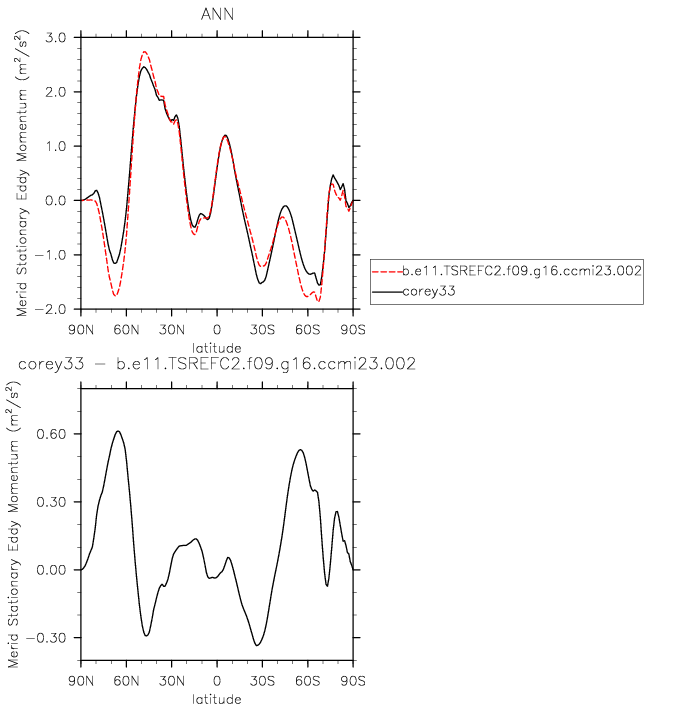 ANN
Merid Stationary Eddy Momentum (m²/s²)
3.0
2.0
1.0
0.0
−1.0
−2.0
90N 60N 30N 0 30S 60S 90S
latitude
b.e11.TSREFC2.f09.g16.ccmi23.002
corey33
corey33 − b.e11.TSREFC2.f09.g16.ccmi23.002
Merid Stationary Eddy Momentum (m²/s²)
0.60
0.30
0.00
−0.30
90N 60N 30N 0 30S 60S 90S
latitude